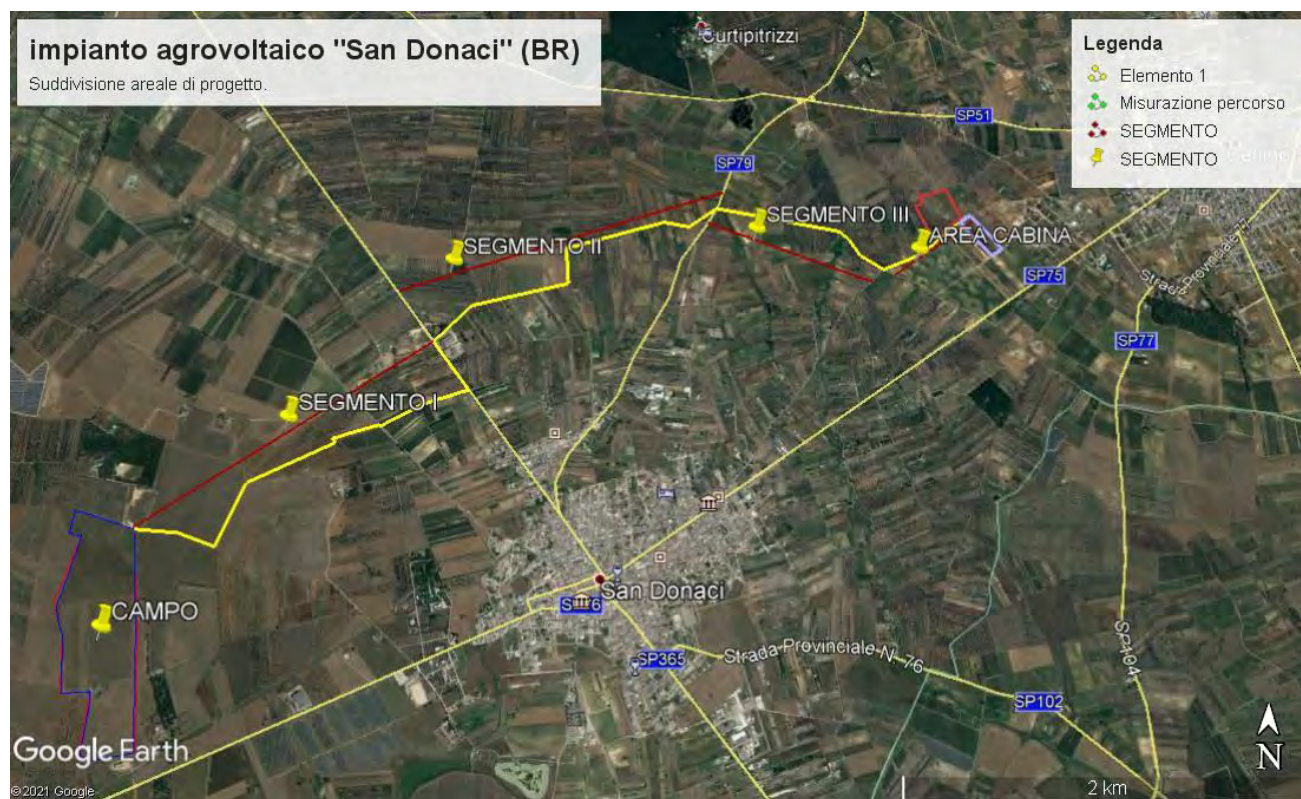 impianto agrovoltaico "San Donaci" (BR)
Suddivisione areale di progetto.
Legenda
Elemento 1
Misurazione percorso
SEGMENTO
SEGMENTO
Curtipitrizzi
SP51
SP79
SEGMENTO III
AREA CABINA
SEGMENTO II
SP75
Strada Provinciale
SP77
SEGMENTO I
San Donaci
CAMPO
SP365
Strada Provinciale N. 76
SP104
SP102
Google Earth
©2021 Google
2 km
N